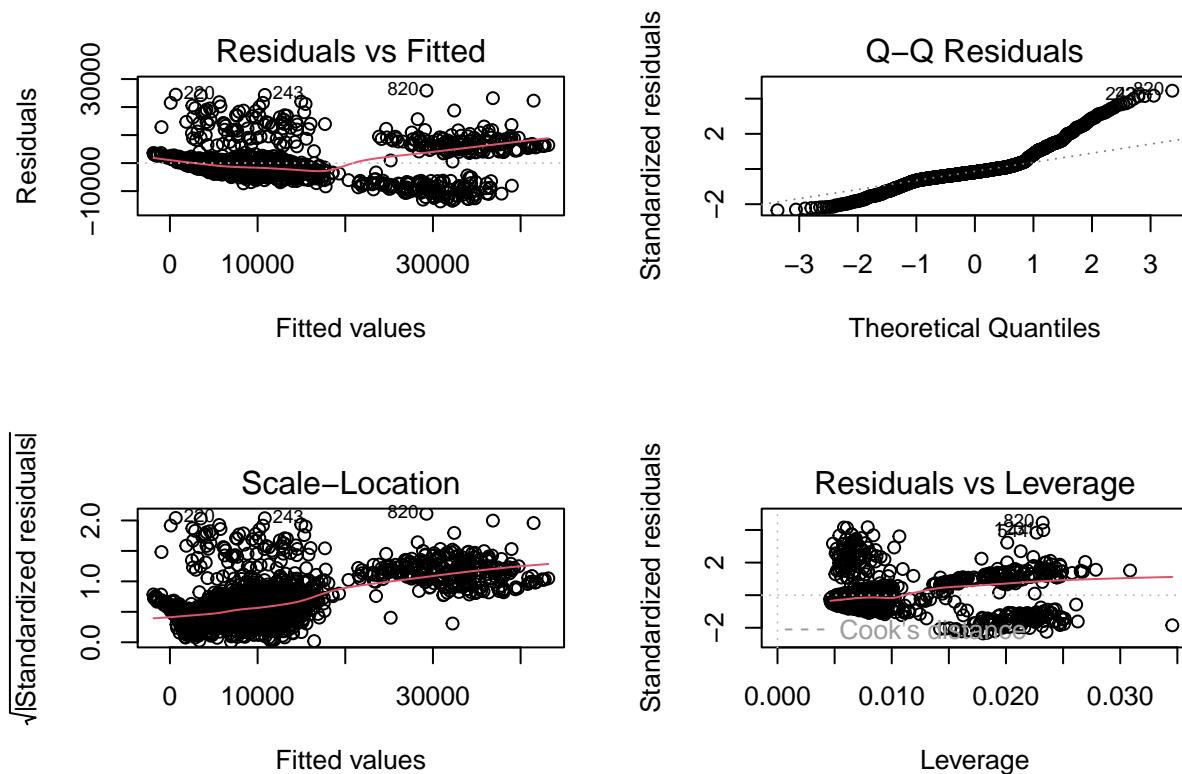 Residuals vs Fitted
Residuals
30000
−10000
220
243
820
0
10000
30000
Fitted values
Q−Q Residuals
Standardized residuals
2
−2
820
−3
−2
−1
0
1
2
3
Theoretical Quantiles
Scale−Location
√|Standardized residuals|
2.0
1.0
0.0
220
243
820
0
10000
30000
Fitted values
Residuals vs Leverage
Standardized residuals
2
−2
820
Cook's distance
0.000
0.010
0.020
0.030
Leverage